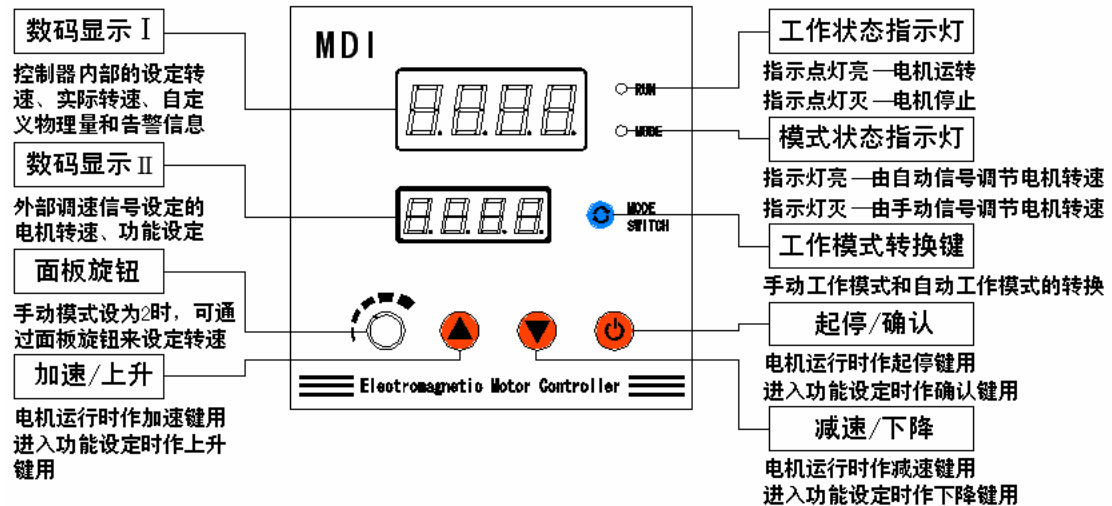 数码显示Ⅰ
控制器内部的设定转
速、实际转速、自定
义物理量和告警信息
数码显示Ⅱ
外部调速信号设定的
电机转速、功能设定
面板旋钮
手动模式设为2时，可通
过面板旋钮来设定转速
加速/上升
电机运行时作加速键用
进入功能设定时作上升
键用
MDI
8.8.8.8.
RUN
MODE
8.8.8.8.
MODE
SWITCH
Electromagnetic Motor Controller
工作状态指示灯
指示点灯亮—电机运转
指示点灯灭—电机停止
模式状态指示灯
指示灯亮—由自动信号调节电机转速
指示灯灭—由手动信号调节电机转速
工作模式转换键
手动工作模式和自动工作模式的转换
起停/确认
电机运行时作起停键用
进入功能设定时作确认键用
减速/下降
电机运行时作减速键用
进入功能设定时作下降键用